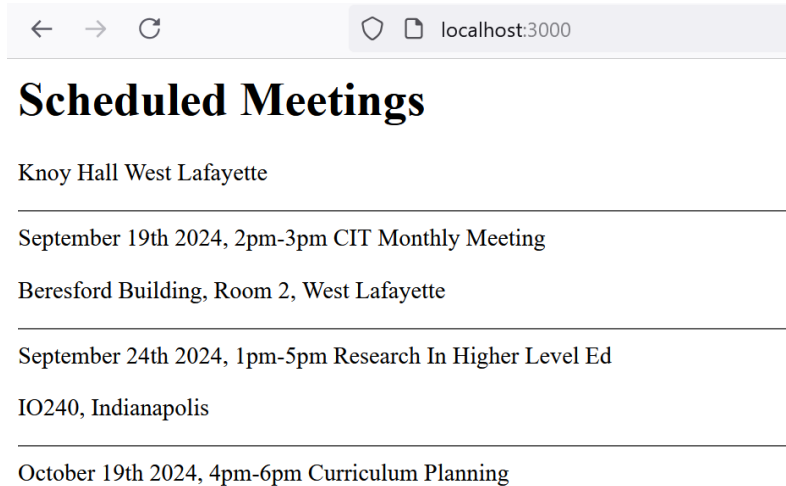 localhost:3000
Scheduled Meetings
Knoy Hall West Lafayette
September 19th 2024, 2pm-3pm CIT Monthly Meeting
Beresford Building, Room 2, West Lafayette
September 24th 2024, 1pm-5pm Research In Higher Level Ed
IO240, Indianapolis
October 19th 2024, 4pm-6pm Curriculum Planning